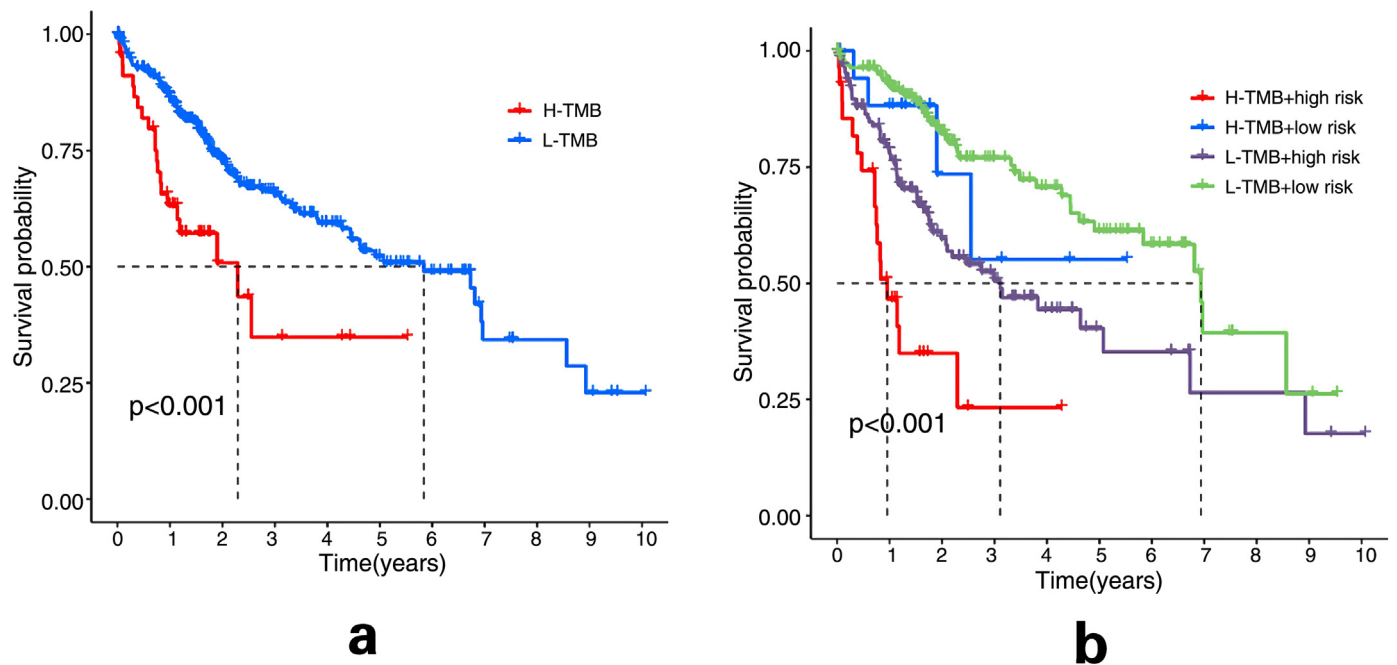 Survival probability
1.00
0.75
0.50
0.25
0.00
H-TMB
L-TMB
p<0.001
0 1 2 3 4 5 6 7 8 9 10
Time(years)
a
Survival probability
1.00
0.75
0.50
0.25
0.00
H-TMB+high risk
H-TMB+low risk
L-TMB+high risk
L-TMB+low risk
p<0.001
0 1 2 3 4 5 6 7 8 9 10
Time(years)
b